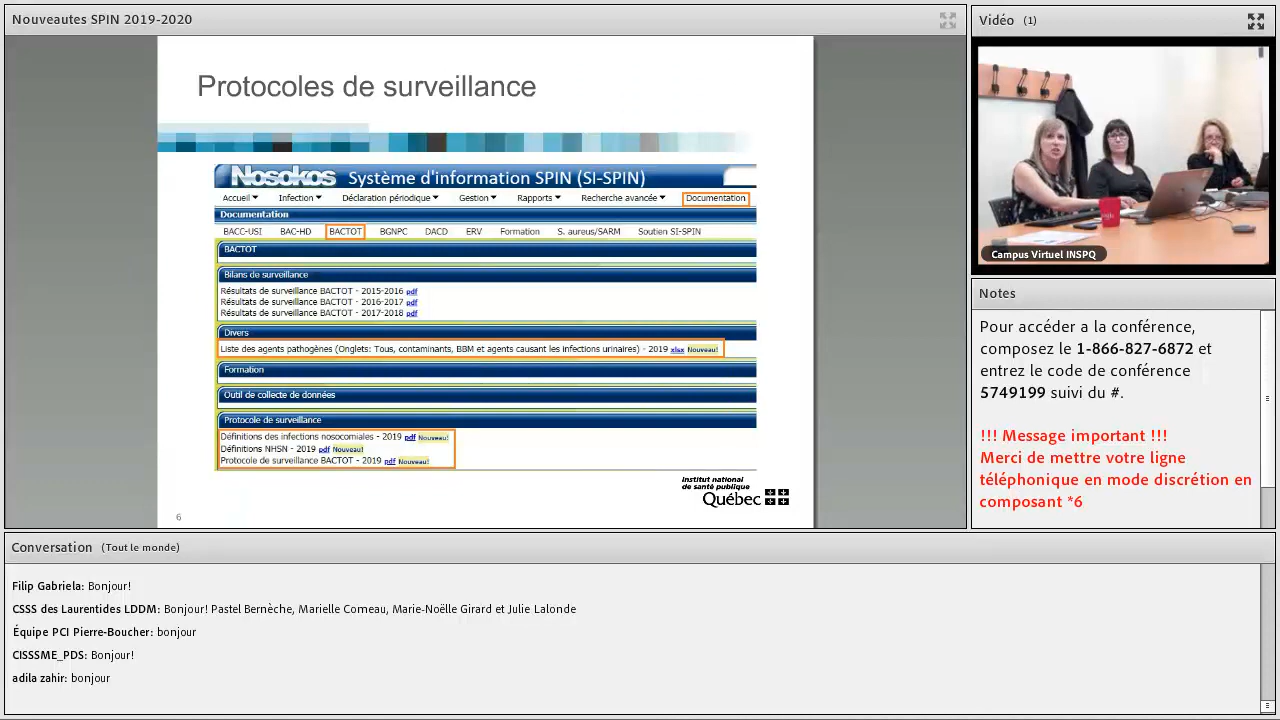 Nouveautes SPIN 2019-2020
Protocoles de surveillance
Nosokos Système d'information SPIN (SI-SPIN)
Accueil Infection Déclaration périodique Gestion Rapports Recherche avancée Documentation
Documentation
BACC-USI BAC-HD BACTOT BGNPC DACD ERV Formation S. aureus/SARM Soutien SI-SPIN
BACTOT
Bilans de surveillance
Résultats de surveillance BACTOT - 2015-2016 pdf
Résultats de surveillance BACTOT - 2016-2017 pdf
Résultats de surveillance BACTOT - 2017-2018 pdf
Divers
Liste des agents pathogènes (Onglets: Tous, contaminants, BBM et agents causant les infections urinaires) - 2019 xlsx Nouveau!
Formation
Outil de collecte de données
Protocole de surveillance
Définitions des infections nosocomiales - 2019 pdf Nouveau!
Définitions NHSN - 2019 pdf Nouveau!
Protocole de surveillance BACTOT - 2019 pdf Nouveau!
Institut national
de santé publique
Québec
6
Vidéo (1)
Campus Virtuel INSPQ
Notes
Pour accéder a la conférence,
composez le 1-866-827-6872 et
entrez le code de conférence
5749199 suivi du #.
!!! Message important !!!
Merci de mettre votre ligne
téléphonique en mode discrétion en
composant *6
Conversation (Tout le monde)
Filip Gabriela: Bonjour!
CSSS des Laurentides LDDM: Bonjour! Pastel Bernèche, Marielle Comeau, Marie-Noëlle Girard et Julie Lalonde
Équipe PCI Pierre-Boucher: bonjour
CISSSME_PDS: Bonjour!
adila zahir: bonjour